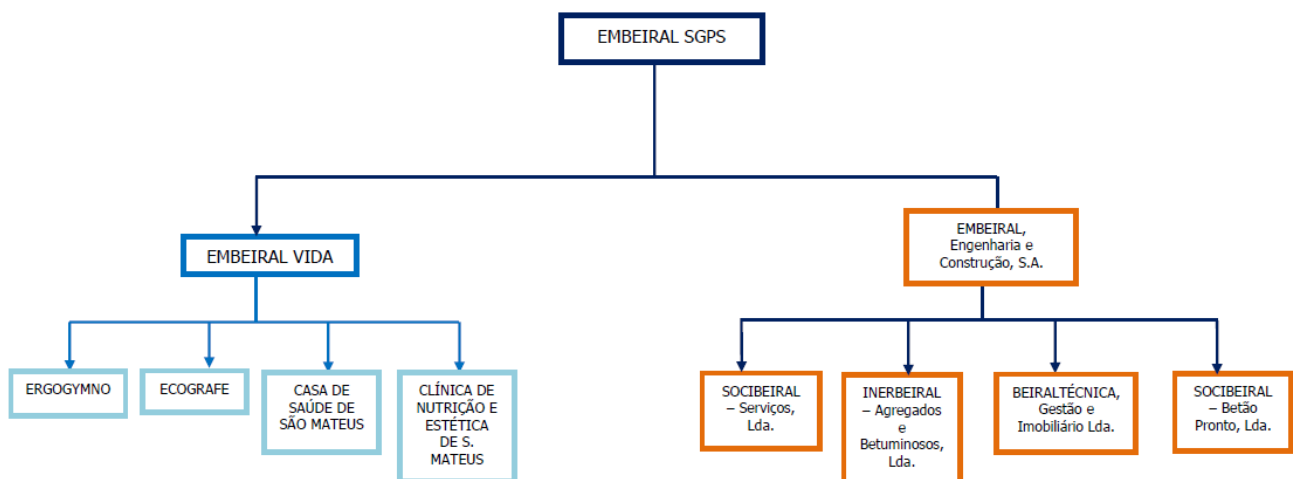 EMBEIRAL SGPS
EMBEIRAL VIDA
EMBEIRAL,
Engenharia e
Construção, S.A.
ERGOGYMNO
ECOGRAFE
CASA DE
SAÚDE DE
SÃO MATEUS
CLÍNICA DE
NUTRIÇÃO E
ESTÉTICA
DE S.
MATEUS
SOCIBEIRAL
– Serviços,
Lda.
INERBEIRAL
– Agregados
e
Betuminosos,
Lda.
BEIRALTÉCNICA,
Gestão e
Imobiliário Lda.
SOCIBEIRAL
– Betão
Pronto, Lda.